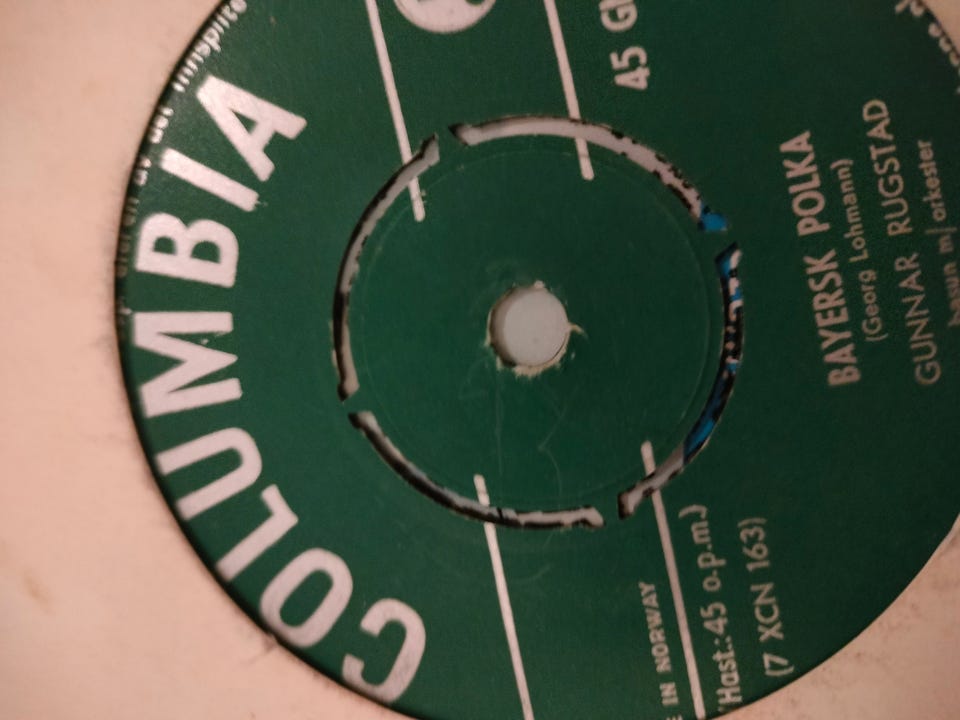 COLUMBIA
45
IN NORWAY
Hast.: 45 o.p.m.)
(7 XCN 163)
BAYERSK POLKA
(Georg Lohmann)
GUNNAR RUGSTAD
m/orkester